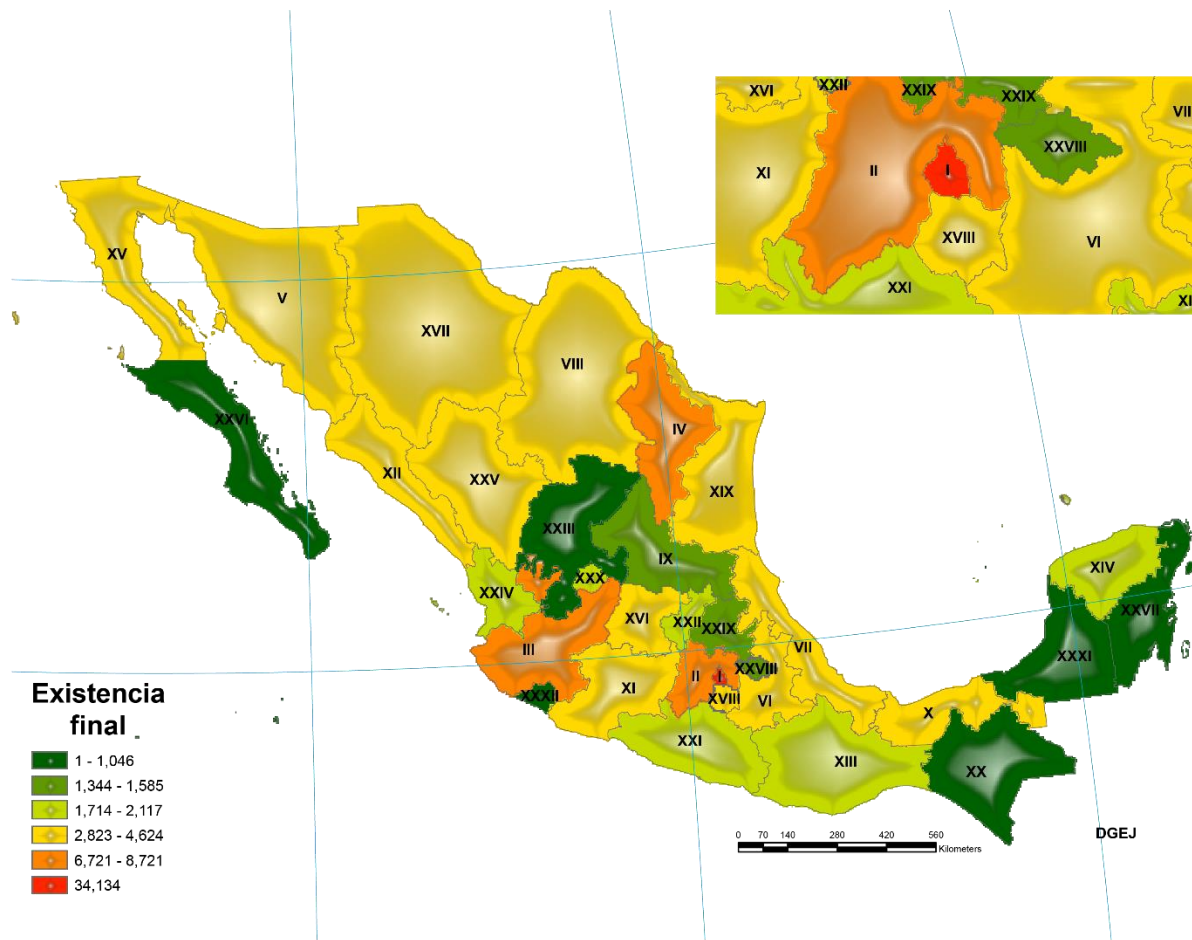 XVI
XXII
XXIX
XXIX
VII
XXVIII
XI
II
I
XVIII
VI
XXI
XI
XV
V
XVII
VIII
XXVI
IV
XII
XXV
XIX
XXIII
IX
XXX
XIV
XXIV
XXVII
XVI
XXII
XXIX
III
VII
XXXI
XXVIII
II
I
XI
XVIII
VI
XXXII
X
XXI
XIII
XX
Existencia
final
1 - 1,046
1,344 - 1,585
1,714 - 2,117
2,823 - 4,624
6,721 - 8,721
34,134
DGEJ
0 70 140 280 420 560
Kilometers